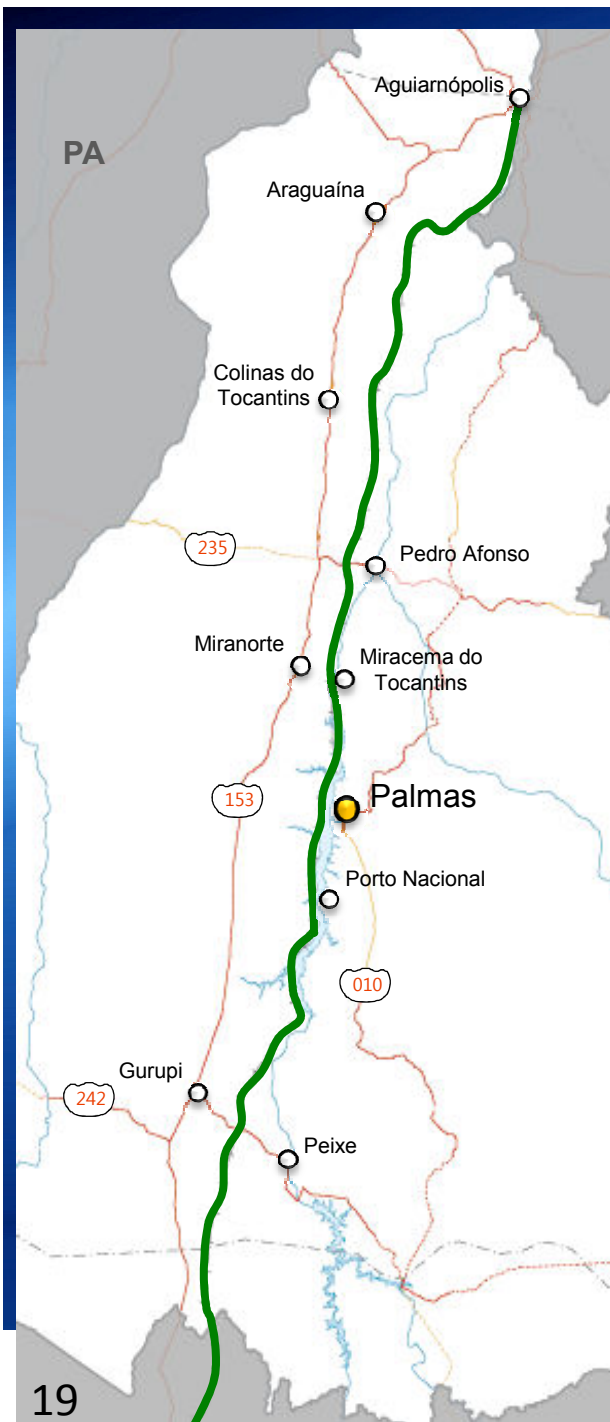 Aguiarnópolis
PA
Araguaína
Colinas do
Tocantins
235
Pedro Afonso
Miranorte
Miracema do
Tocantins
153
Palmas
Porto Nacional
010
Gurupi
242
Peixe
19